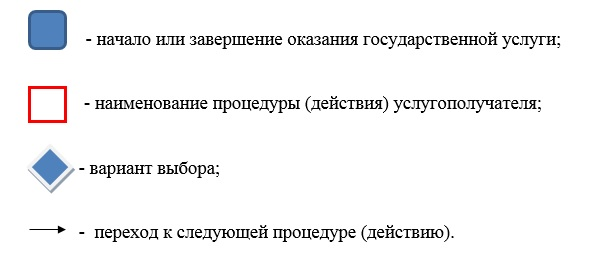 - начало или завершение оказания государственной услуги;
- наименование процедуры (действия) услугополучателя;
- вариант выбора;
- переход к следующей процедуре (действию).